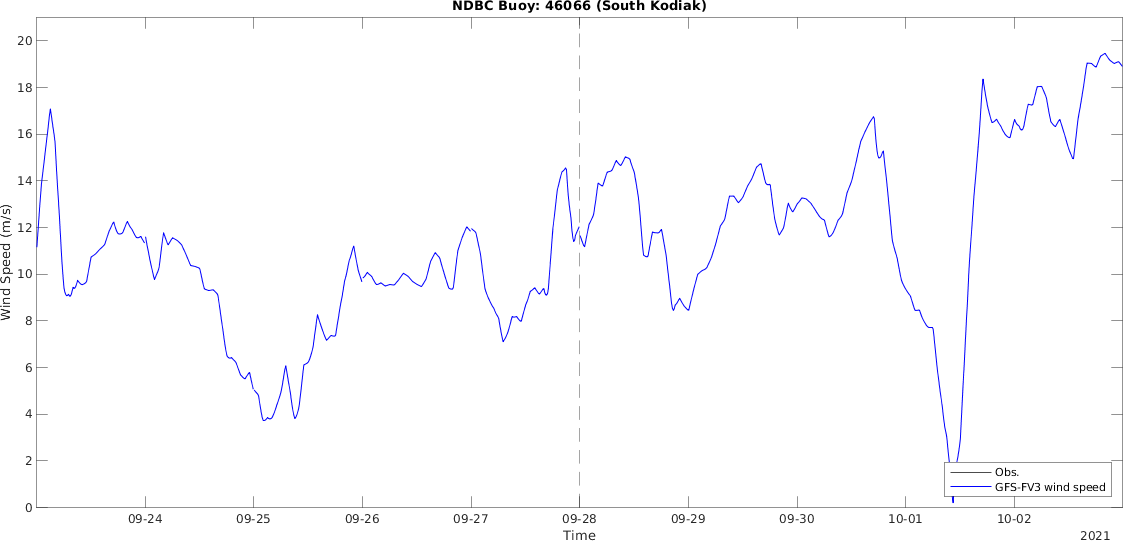 NDBC Buoy: 46066 (South Kodiak)
20
18
16
14
12
10
8
6
4
2
0
Wind Speed (m/s)
Obs.
GFS-FV3 wind speed
09-24 09-25 09-26 09-27 09-28 09-29 09-30 10-01 10-02
Time
2021